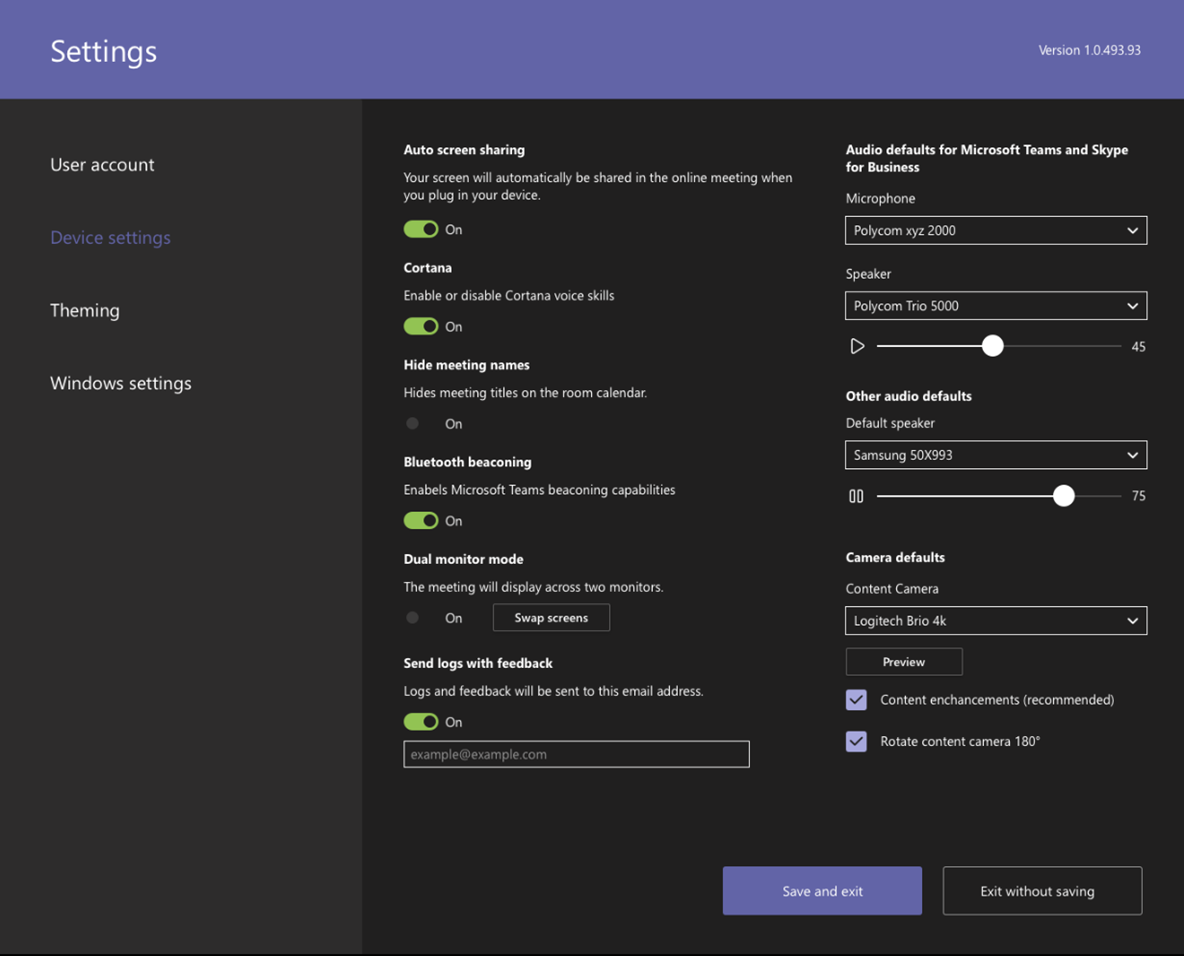 Settings
Version 1.0.493.93
User account
Device settings
Theming
Windows settings
Auto screen sharing
Your screen will automatically be shared in the online meeting when
you plug in your device.
On
Cortana
Enable or disable Cortana voice skills
On
Hide meeting names
Hides meeting titles on the room calendar.
On
Bluetooth beaconing
Enabels Microsoft Teams beaconing capabilities
On
Dual monitor mode
The meeting will display across two monitors.
On
Swap screens
Send logs with feedback
Logs and feedback will be sent to this email address.
On
example@example.com
Audio defaults for Microsoft Teams and Skype
for Business
Microphone
Polycom xyz 2000
Speaker
Polycom Trio 5000
45
Other audio defaults
Default speaker
Samsung 50X993
75
Camera defaults
Content Camera
Logitech Brio 4k
Preview
Content enchancements (recommended)
Rotate content camera 180°
Save and exit
Exit without saving